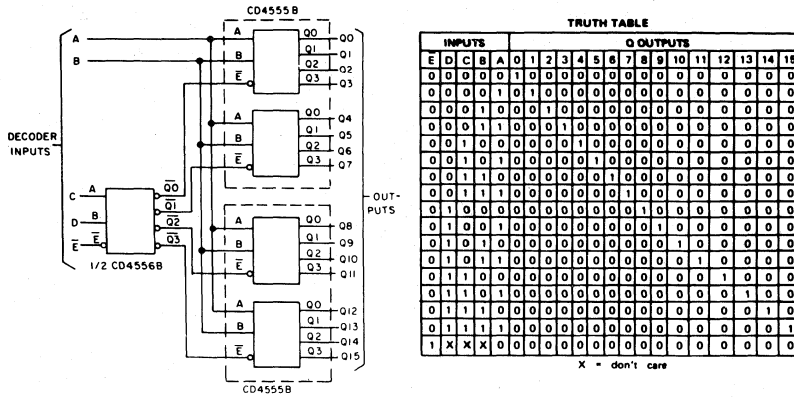 CD4555B
DECODER
INPUTS
A
B
A
B
E̅
Q0
Q1
Q2
Q3
Q0
Q1
Q2
Q3
A
B
E̅
Q0
Q1
Q2
Q3
Q4
Q5
Q6
Q7
C
D
E̅
A
B
E̅
Q̅0̅
Q̅1̅
Q̅2̅
Q̅3̅
1/2 CD4556B
A
B
E̅
Q0
Q1
Q2
Q3
Q8
Q9
Q10
Q11
A
B
E̅
Q0
Q1
Q2
Q3
Q12
Q13
Q14
Q15
OUT-
PUTS
CD4555B
TRUTH TABLE
INPUTS Q OUTPUTS
E̅ D C B A 0 1 2 3 4 5 6 7 8 9 10 11 12 13 14 15
0 0 0 0 0 1 0 0 0 0 0 0 0 0 0 0 0 0 0 0 0
0 0 0 0 1 0 1 0 0 0 0 0 0 0 0 0 0 0 0 0 0
0 0 0 1 0 0 0 1 0 0 0 0 0 0 0 0 0 0 0 0 0
0 0 0 1 1 0 0 0 1 0 0 0 0 0 0 0 0 0 0 0 0
0 0 1 0 0 0 0 0 0 1 0 0 0 0 0 0 0 0 0 0 0
0 0 1 0 1 0 0 0 0 0 1 0 0 0 0 0 0 0 0 0 0
0 0 1 1 0 0 0 0 0 0 0 1 0 0 0 0 0 0 0 0 0
0 0 1 1 1 0 0 0 0 0 0 0 1 0 0 0 0 0 0 0 0
0 1 0 0 0 0 0 0 0 0 0 0 0 1 0 0 0 0 0 0 0
0 1 0 0 1 0 0 0 0 0 0 0 0 0 1 0 0 0 0 0 0
0 1 0 1 0 0 0 0 0 0 0 0 0 0 0 1 0 0 0 0 0
0 1 0 1 1 0 0 0 0 0 0 0 0 0 0 0 1 0 0 0 0
0 1 1 0 0 0 0 0 0 0 0 0 0 0 0 0 0 1 0 0 0
0 1 1 0 1 0 0 0 0 0 0 0 0 0 0 0 0 0 1 0 0
0 1 1 1 0 0 0 0 0 0 0 0 0 0 0 0 0 0 0 1 0
0 1 1 1 1 0 0 0 0 0 0 0 0 0 0 0 0 0 0 0 1
1 X X X 0 0 0 0 0 0 0 0 0 0 0 0 0 0 0 0 0
X = don't care